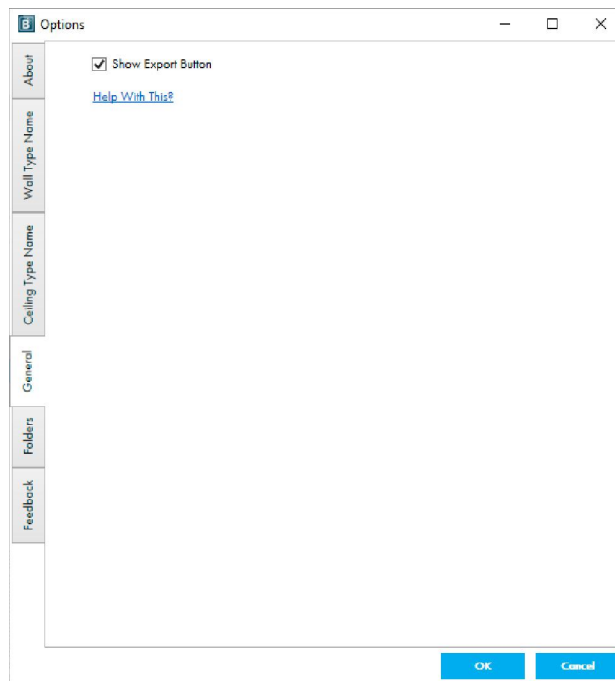 B Options
About
Show Export Button
Help With This?
Wall Type Name
Ceiling Type Name
General
Folders
Feedback
OK
Cancel